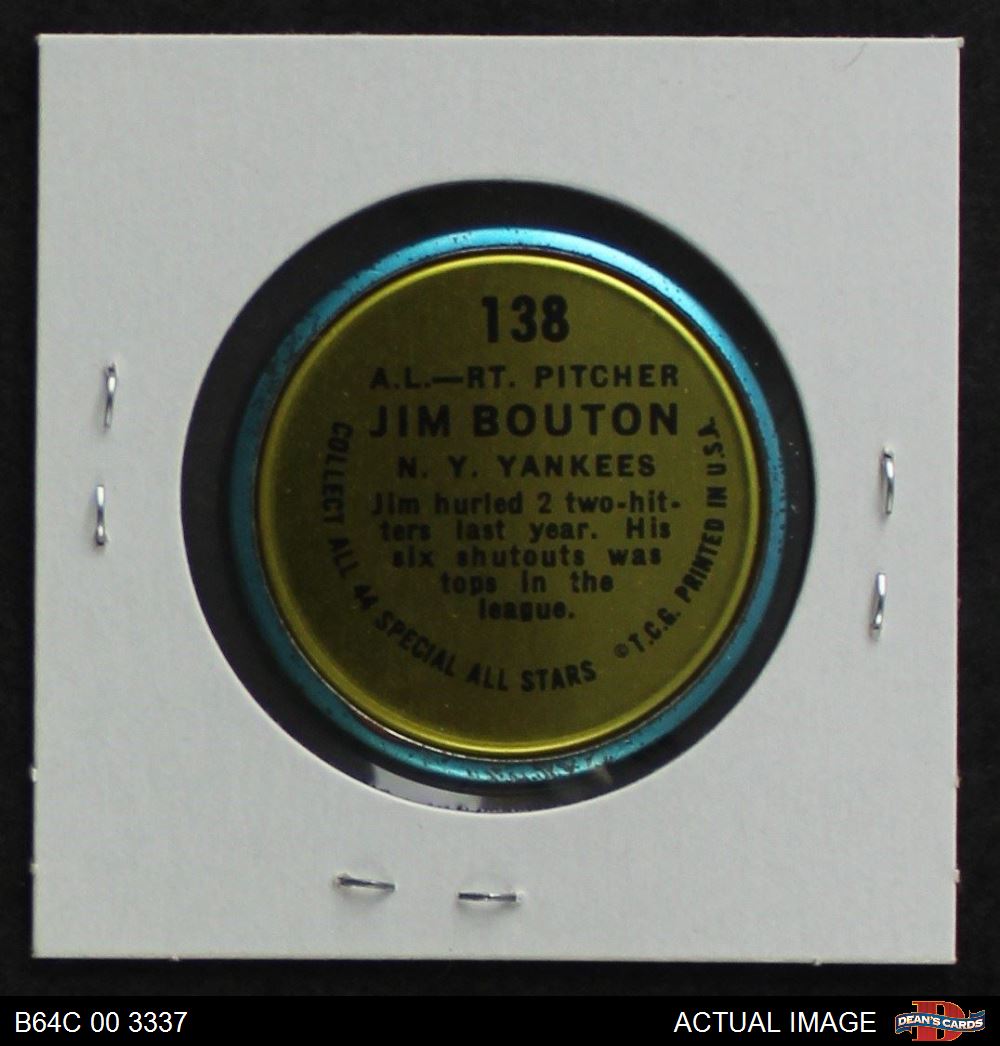 138
A.L.—RT. PITCHER
JIM BOUTON
N. Y. YANKEES
Jim hurled 2 two-hit-
ters last year. His
six shutouts was
tops in the
league.
COLLECT ALL 44 SPECIAL ALL STARS ©T.C.G. PRINTED IN U.S.A.
B64C 00 3337
ACTUAL IMAGE
DEAN'S CARDS